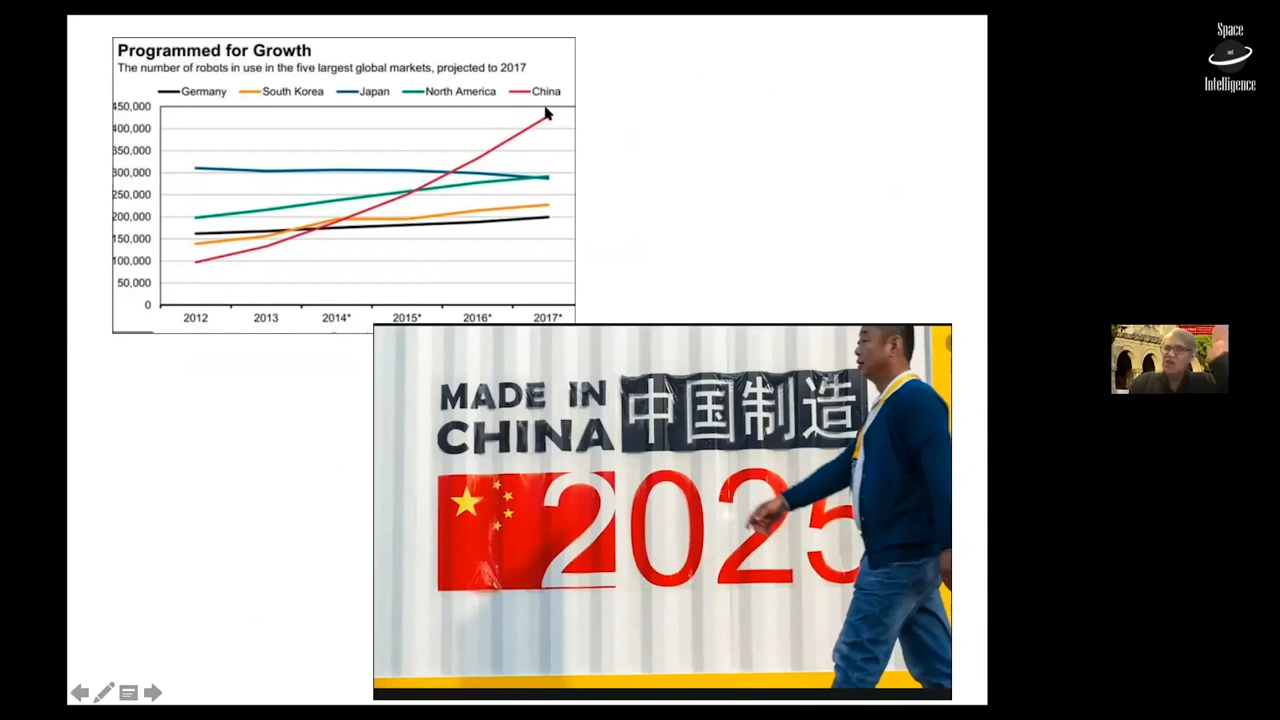 Programmed for Growth
The number of robots in use in the five largest global markets, projected to 2017
Germany South Korea Japan North America China
450,000
400,000
350,000
300,000
250,000
200,000
150,000
100,000
50,000
0
2012 2013 2014* 2015* 2016* 2017*
MADE IN
CHINA
中国制造
2025
Space
and
Intelligence